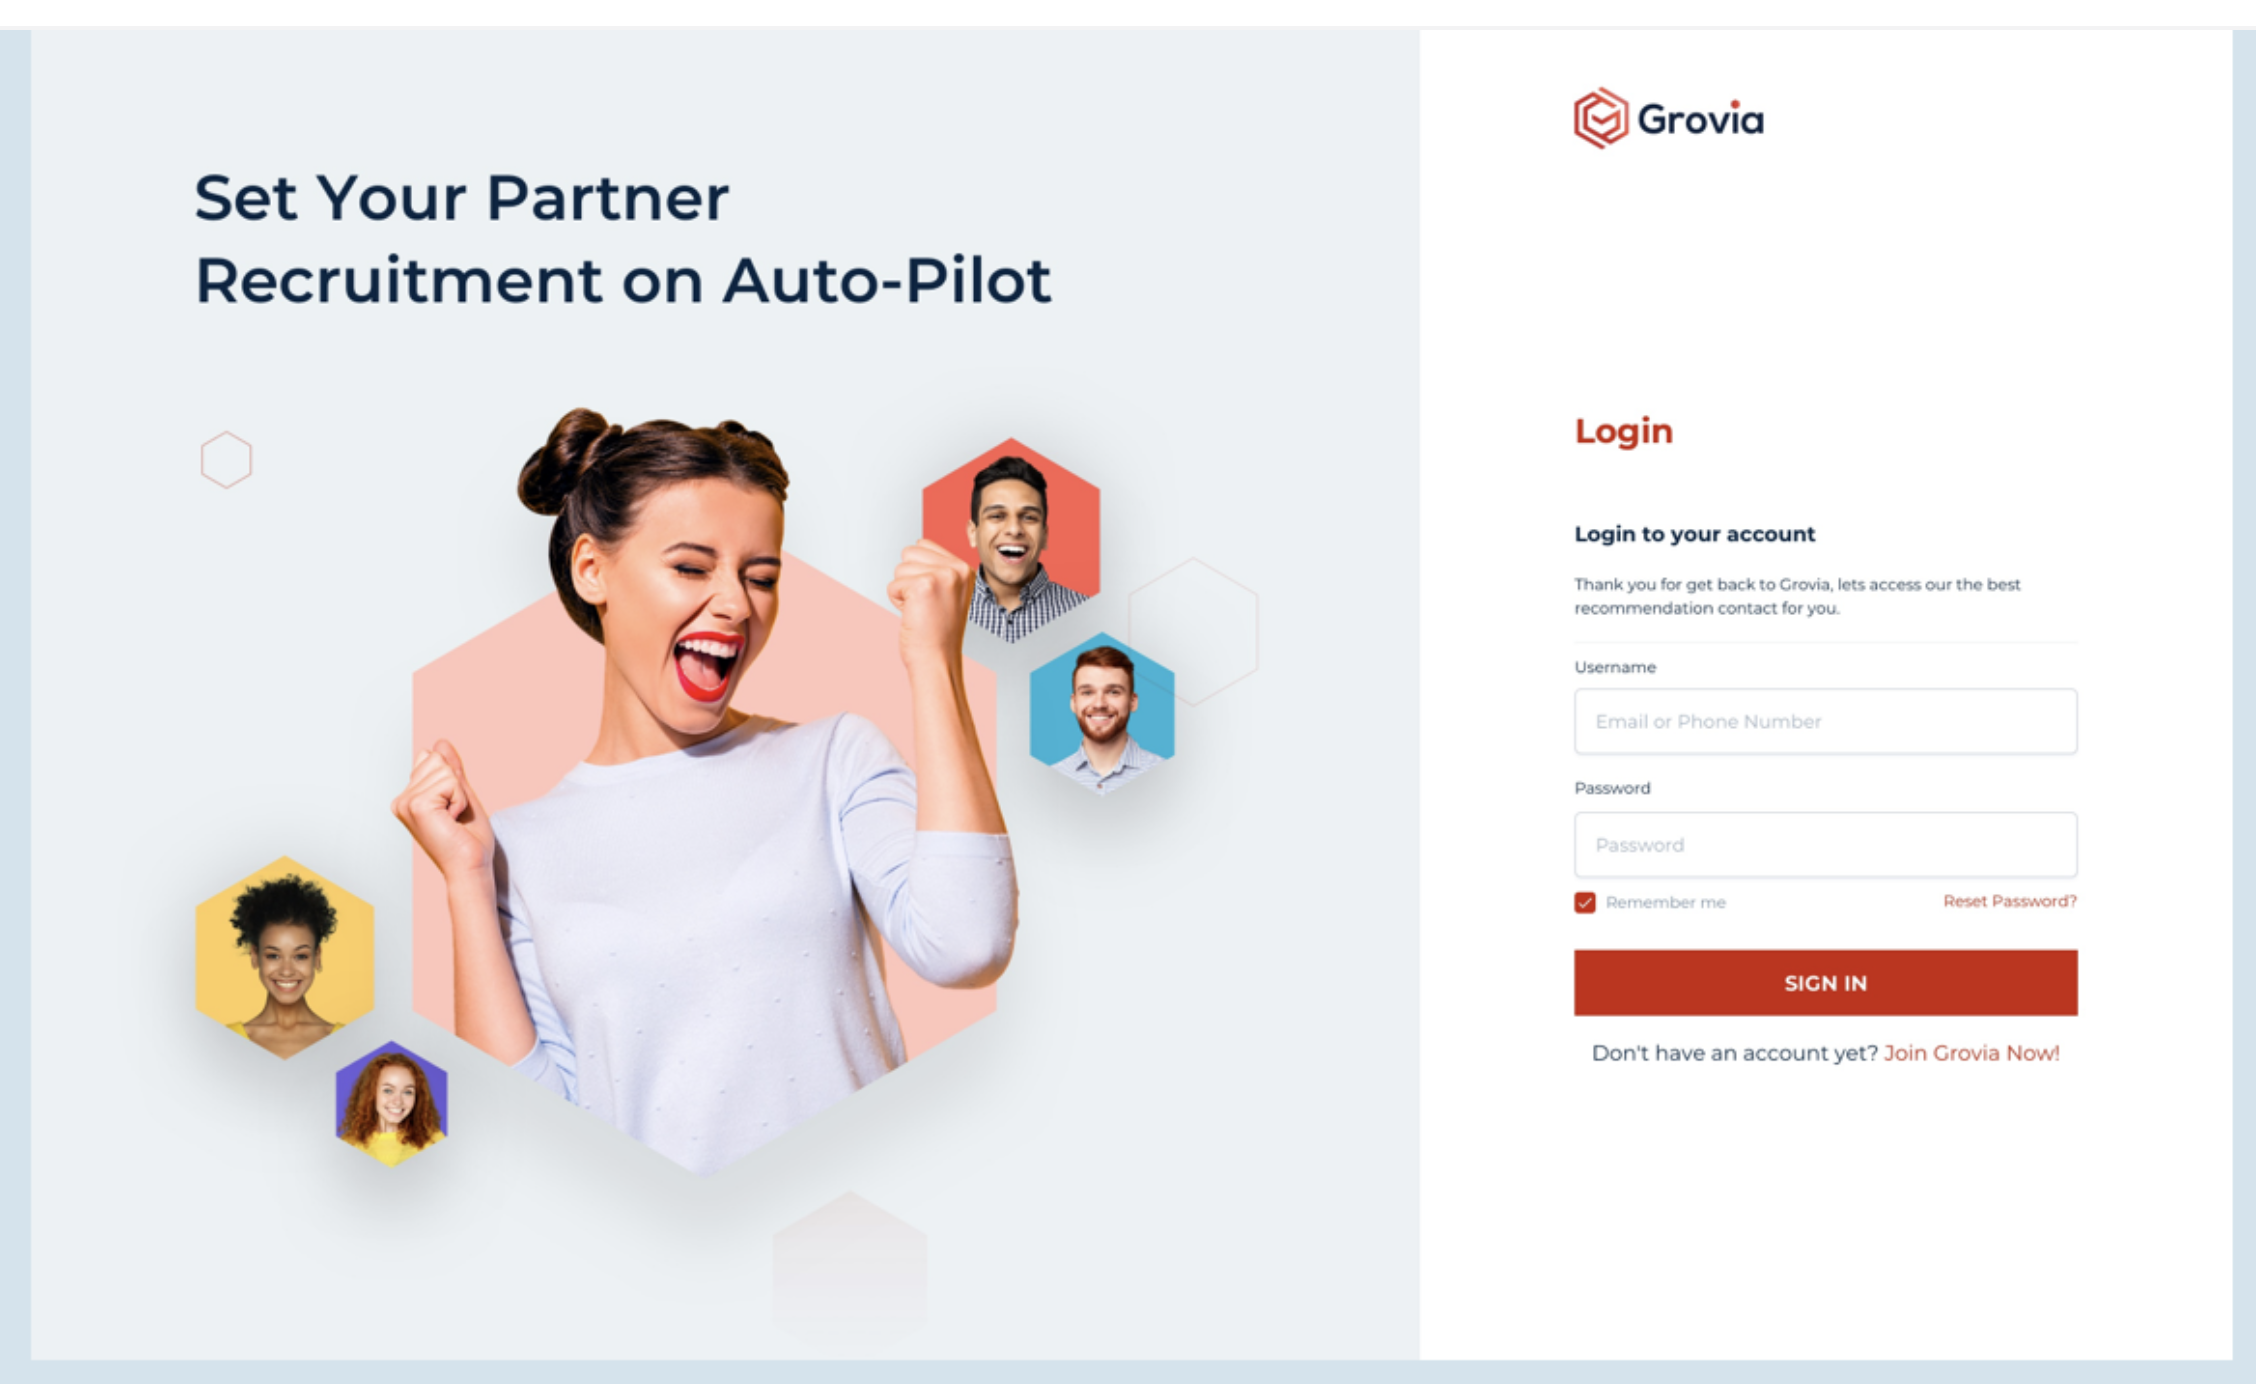 Set Your Partner
Recruitment on Auto-Pilot
Grovia
Login
Login to your account
Thank you for get back to Grovia, lets access our the best
recommendation contact for you.
Username
Email or Phone Number
Password
Password
Remember me
Reset Password?
SIGN IN
Don't have an account yet? Join Grovia Now!